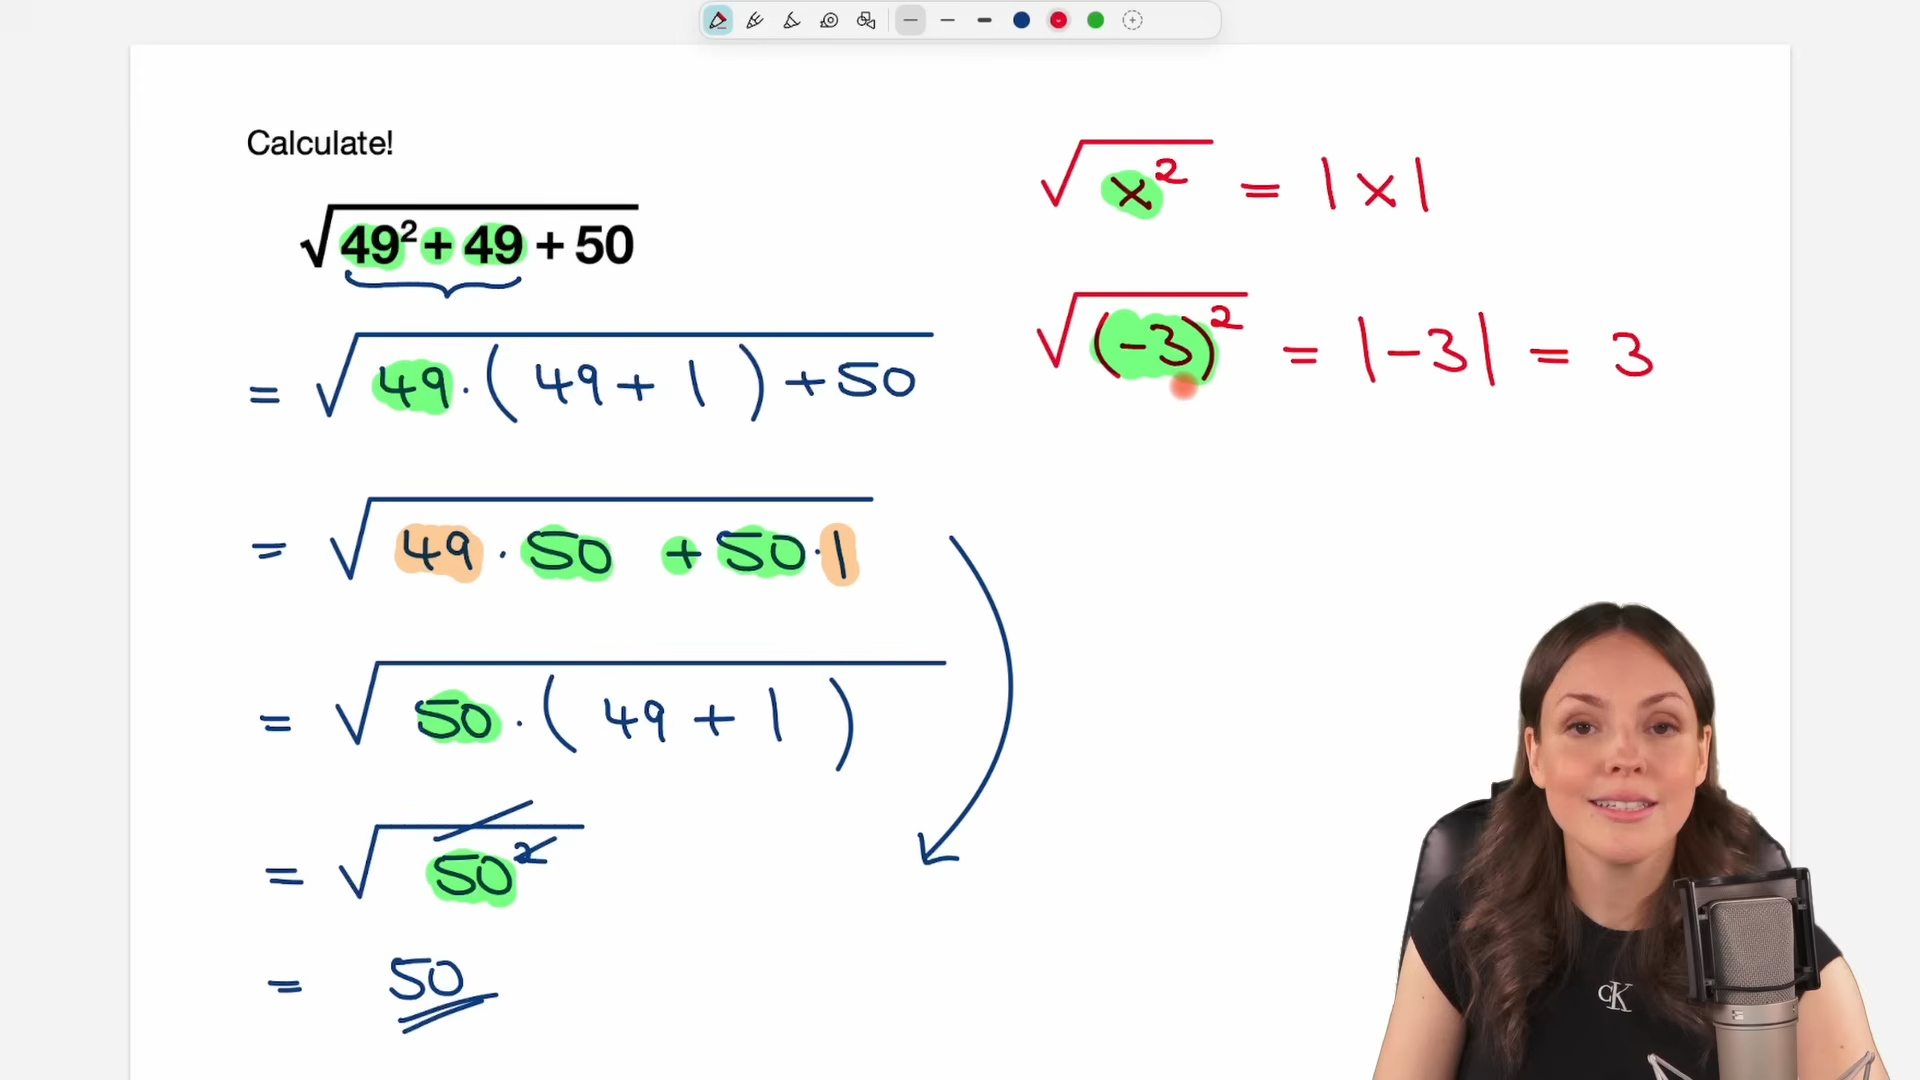 Calculate!
√49² + 49 + 50
= √49 · ( 49 + 1 ) + 50
= √49 · 50 + 50 · 1
= √50 · ( 49 + 1 )
= √50²
= 50
√x² = |x|
√(-3)² = |-3| = 3
CK